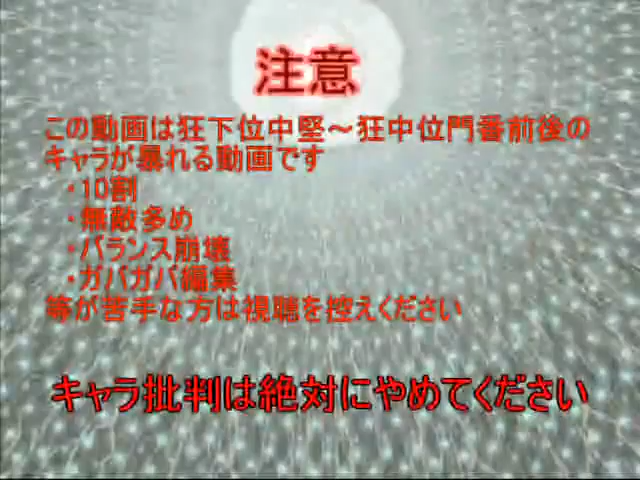 注意
この動画は狂下位中堅～狂中位門番前後の
キャラが暴れる動画です
・10割
・無敵多め
・バランス崩壊
・ガバガバ編集
等が苦手な方は視聴を控えください
キャラ批判は絶対にやめてください